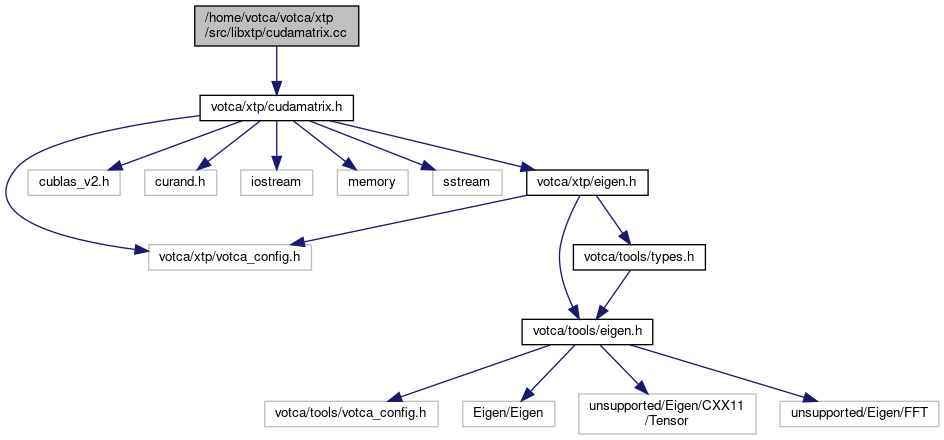 /home/votca/votca/xtp
/src/libxtp/cudamatrix.cc
votca/xtp/cudamatrix.h
cublas_v2.h
curand.h
iostream
memory
sstream
votca/xtp/eigen.h
votca/xtp/votca_config.h
votca/tools/types.h
votca/tools/eigen.h
votca/tools/votca_config.h
Eigen/Eigen
unsupported/Eigen/CXX11
/Tensor
unsupported/Eigen/FFT